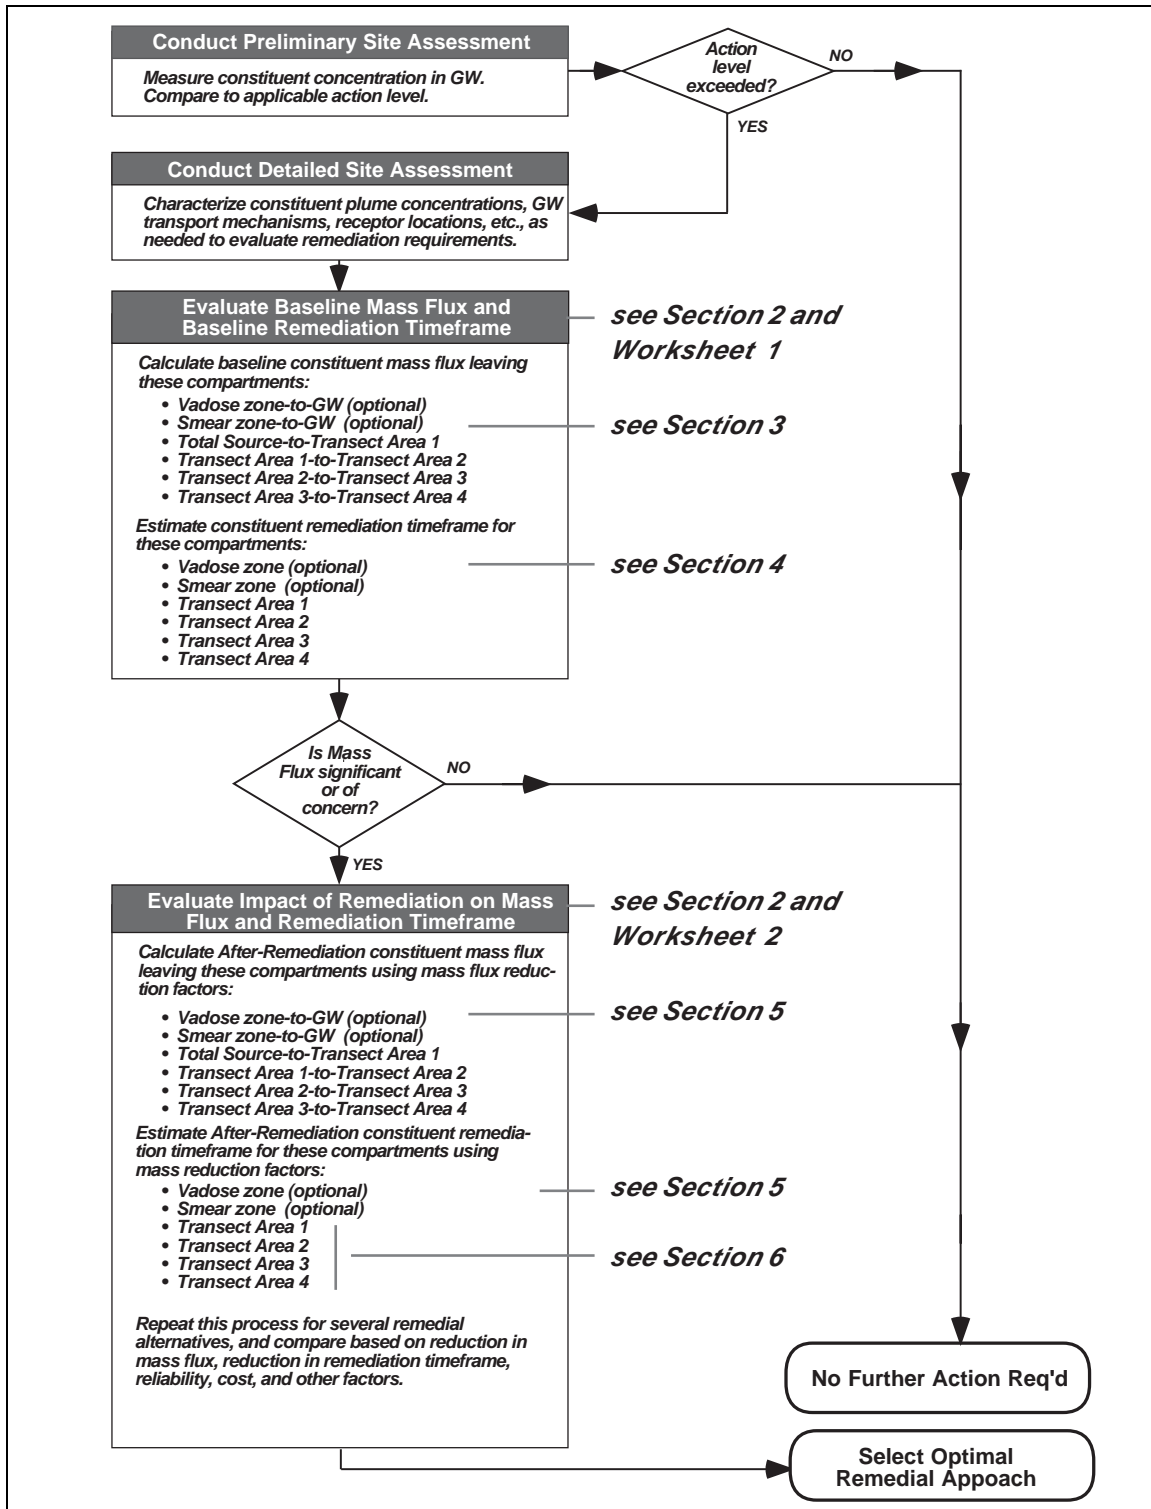 Conduct Preliminary Site Assessment
Measure constituent concentration in GW.
Compare to applicable action level.
Action
level
exceeded?
NO
YES
Conduct Detailed Site Assessment
Characterize constituent plume concentrations, GW
transport mechanisms, receptor locations, etc., as
needed to evaluate remediation requirements.
Evaluate Baseline Mass Flux and
Baseline Remediation Timeframe
see Section 2 and
Worksheet 1
Calculate baseline constituent mass flux leaving
these compartments:
• Vadose zone-to-GW (optional)
• Smear zone-to-GW (optional)
• Total Source-to-Transect Area 1
• Transect Area 1-to-Transect Area 2
• Transect Area 2-to-Transect Area 3
• Transect Area 3-to-Transect Area 4
see Section 3
Estimate constituent remediation timeframe for
these compartments:
• Vadose zone (optional)
• Smear zone (optional)
• Transect Area 1
• Transect Area 2
• Transect Area 3
• Transect Area 4
see Section 4
Is Mass
Flux significant
or of
concern?
NO
YES
Evaluate Impact of Remediation on Mass
Flux and Remediation Timeframe
see Section 2 and
Worksheet 2
Calculate After-Remediation constituent mass flux
leaving these compartments using mass flux reduc-
tion factors:
• Vadose zone-to-GW (optional)
• Smear zone-to-GW (optional)
• Total Source-to-Transect Area 1
• Transect Area 1-to-Transect Area 2
• Transect Area 2-to-Transect Area 3
• Transect Area 3-to-Transect Area 4
see Section 5
Estimate After-Remediation constituent remedia-
tion timeframe for these compartments using
mass reduction factors:
• Vadose zone (optional)
• Smear zone (optional)
• Transect Area 1
• Transect Area 2
• Transect Area 3
• Transect Area 4
see Section 5
see Section 6
Repeat this process for several remedial
alternatives, and compare based on reduction in
mass flux, reduction in remediation timeframe,
reliability, cost, and other factors.
No Further Action Req'd
Select Optimal
Remedial Appoach